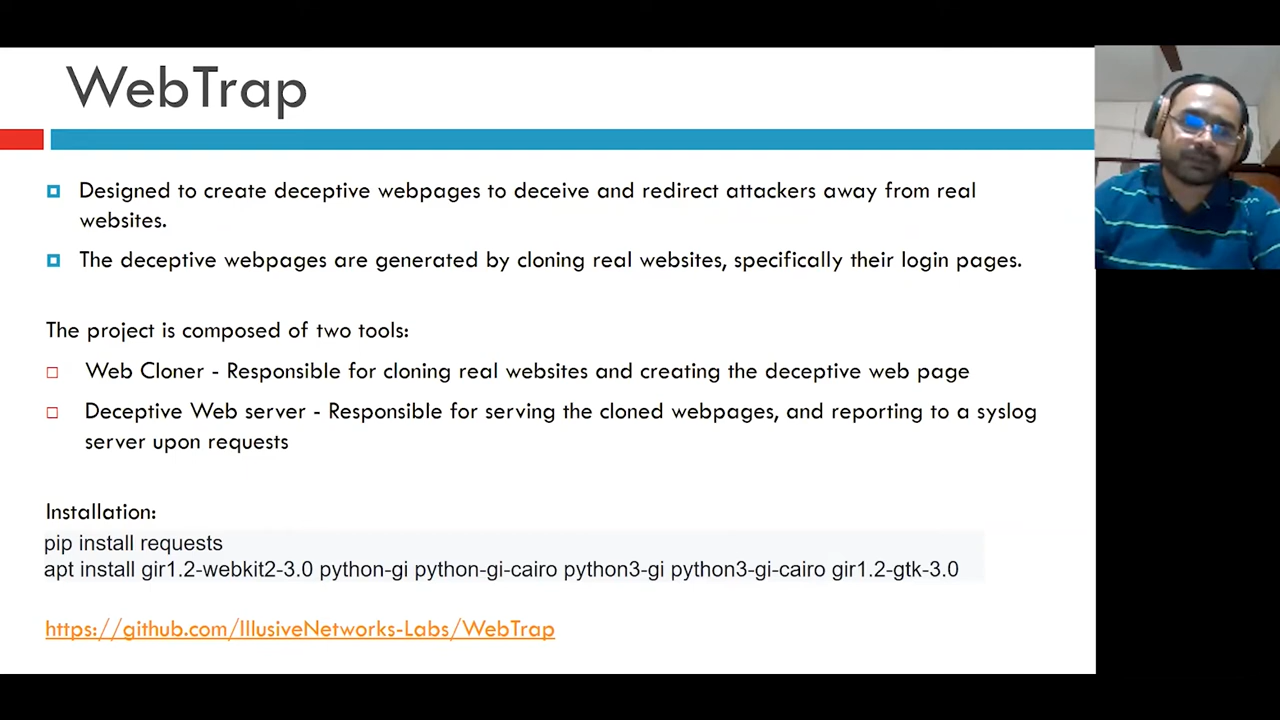 WebTrap
Designed to create deceptive webpages to deceive and redirect attackers away from real
websites.
The deceptive webpages are generated by cloning real websites, specifically their login pages.
The project is composed of two tools:
Web Cloner - Responsible for cloning real websites and creating the deceptive web page
Deceptive Web server - Responsible for serving the cloned webpages, and reporting to a syslog
server upon requests
Installation:
pip install requests
apt install gir1.2-webkit2-3.0 python-gi python-gi-cairo python3-gi python3-gi-cairo gir1.2-gtk-3.0
https://github.com/IllusiveNetworks-Labs/WebTrap